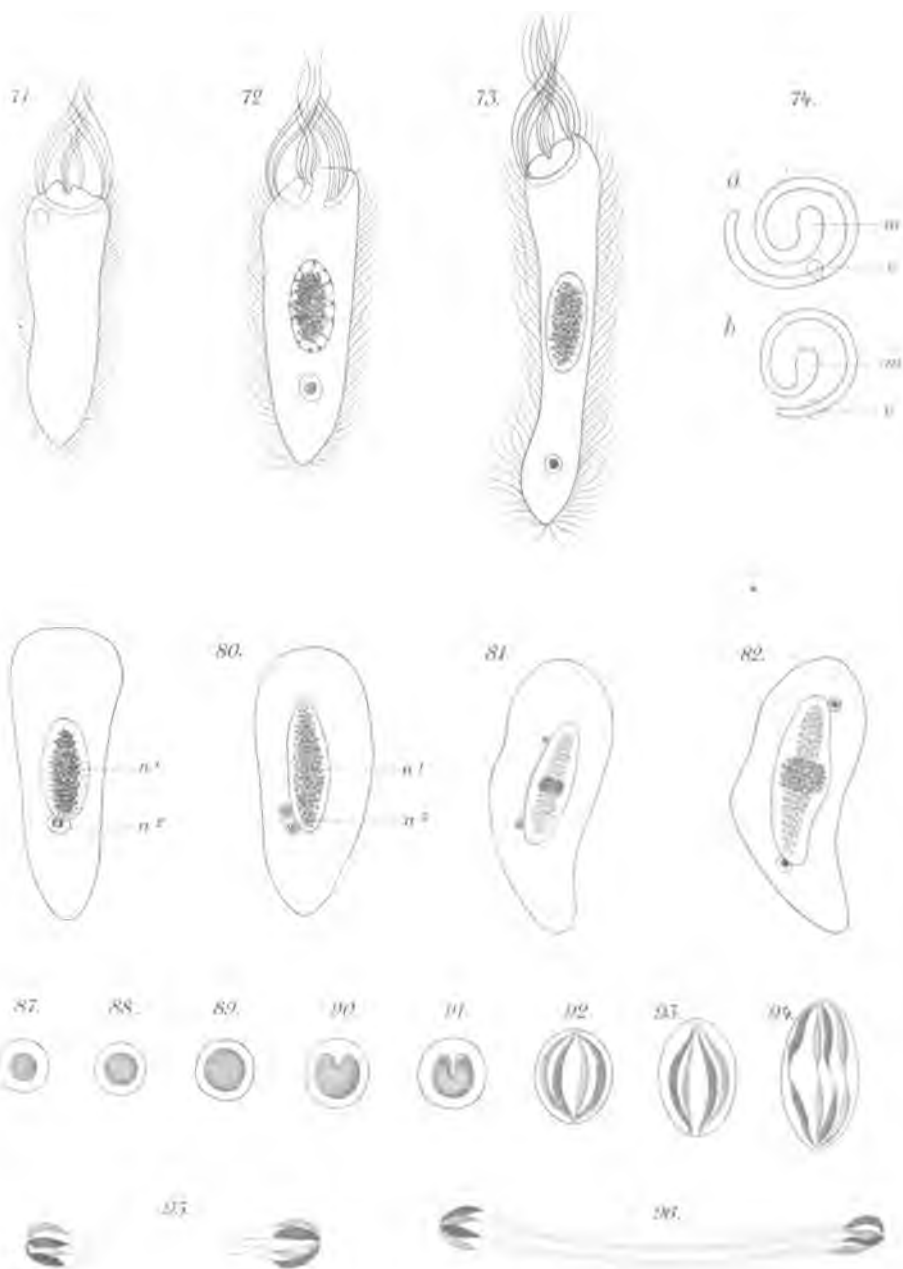 71.
72
73.
74.
a
m
v
b
m
v
80.
81.
82.
n¹
n²
n¹
n²
87.
88.
89.
90.
91.
92.
93.
94.
95.
96.